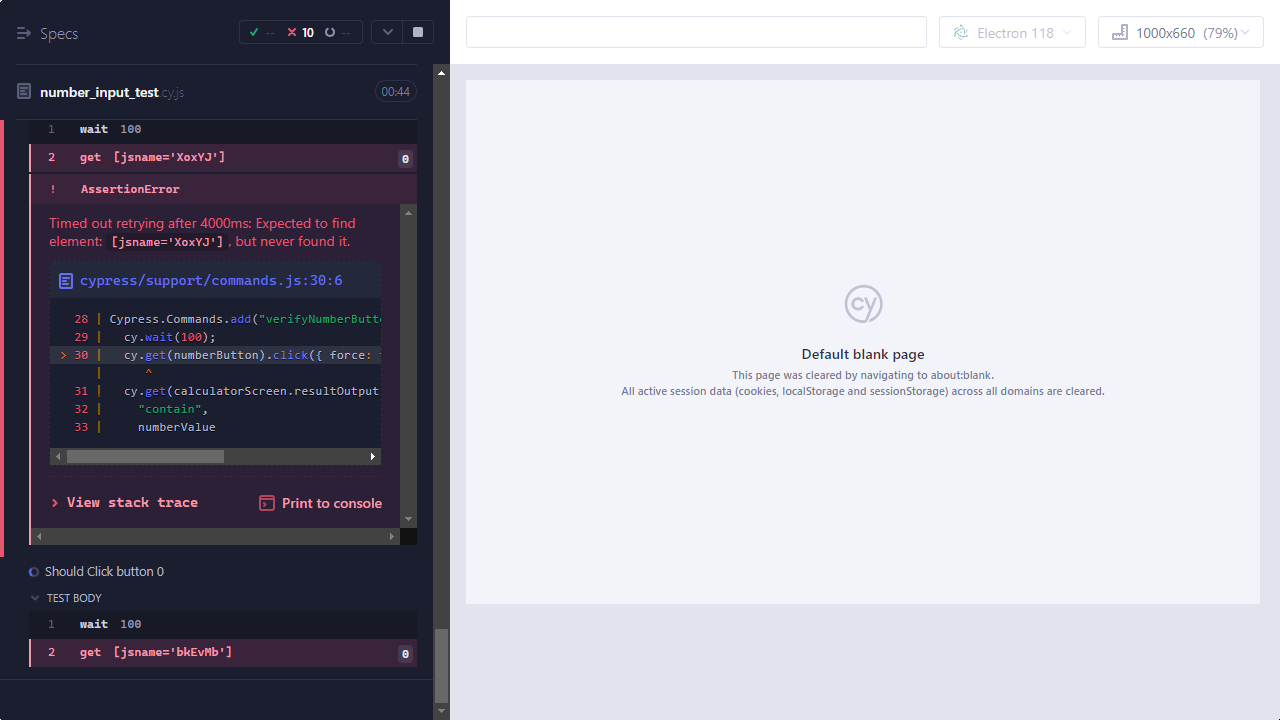 Specs
-- 10 --
Electron 118
1000x660 (79%)
number_input_test.cy.js
00:44
1 wait 100
2 get [jsname='XoxYJ'] 0
! AssertionError
Timed out retrying after 4000ms: Expected to find
element: [jsname='XoxYJ'], but never found it.
cypress/support/commands.js:30:6
28 | Cypress.Commands.add("verifyNumberButt
29 | cy.wait(100);
> 30 | cy.get(numberButton).click({ force:
| ^
31 | cy.get(calculatorScreen.resultOutput
32 | "contain",
33 | numberValue
View stack trace
Print to console
Should Click button 0
TEST BODY
1 wait 100
2 get [jsname='bkEvMb'] 0
cy
Default blank page
This page was cleared by navigating to about:blank.
All active session data (cookies, localStorage and sessionStorage) across all domains are cleared.